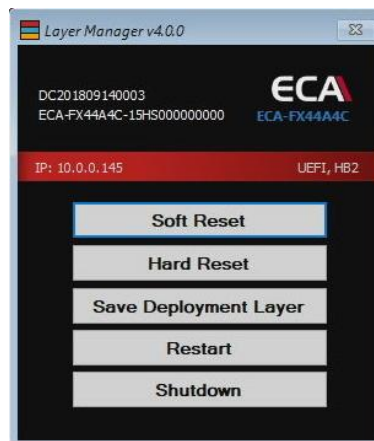 Layer Manager v4.0.0
DC201809140003
ECA-FX44A4C-15HS000000000
ECA
ECA-FX44A4C
IP: 10.0.0.145
UEFI, HB2
Soft Reset
Hard Reset
Save Deployment Layer
Restart
Shutdown